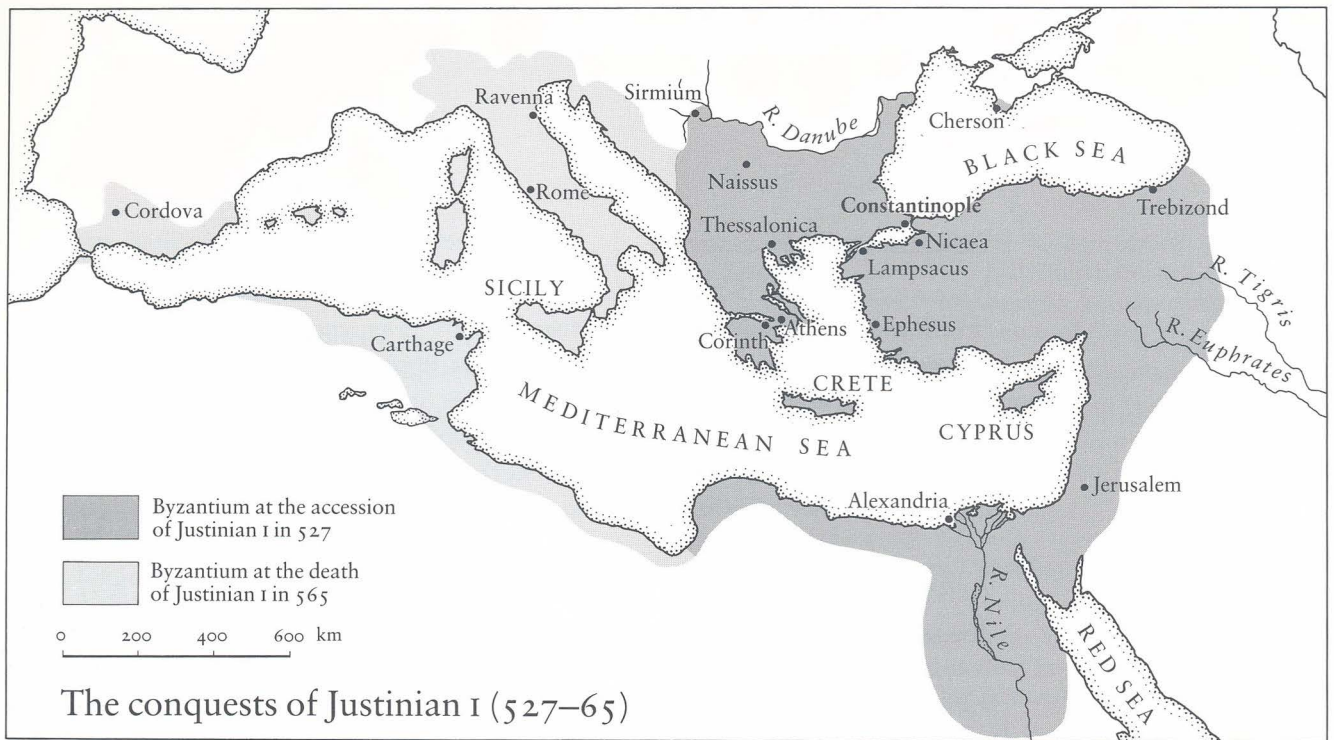 Ravenna
Sirmium
R. Danube
Cherson
BLACK SEA
Naissus
Rome
Cordova
Constantinople
Trebizond
Thessalonica
Nicaea
Lampsacus
R. Tigris
SICILY
Carthage
Corinth
Athens
Ephesus
R. Euphrates
CRETE
MEDITERRANEAN SEA
CYPRUS
Jerusalem
Alexandria
R. Nile
RED SEA
Byzantium at the accession
of Justinian I in 527
Byzantium at the death
of Justinian I in 565
0 200 400 600 km
The conquests of Justinian I (527–65)